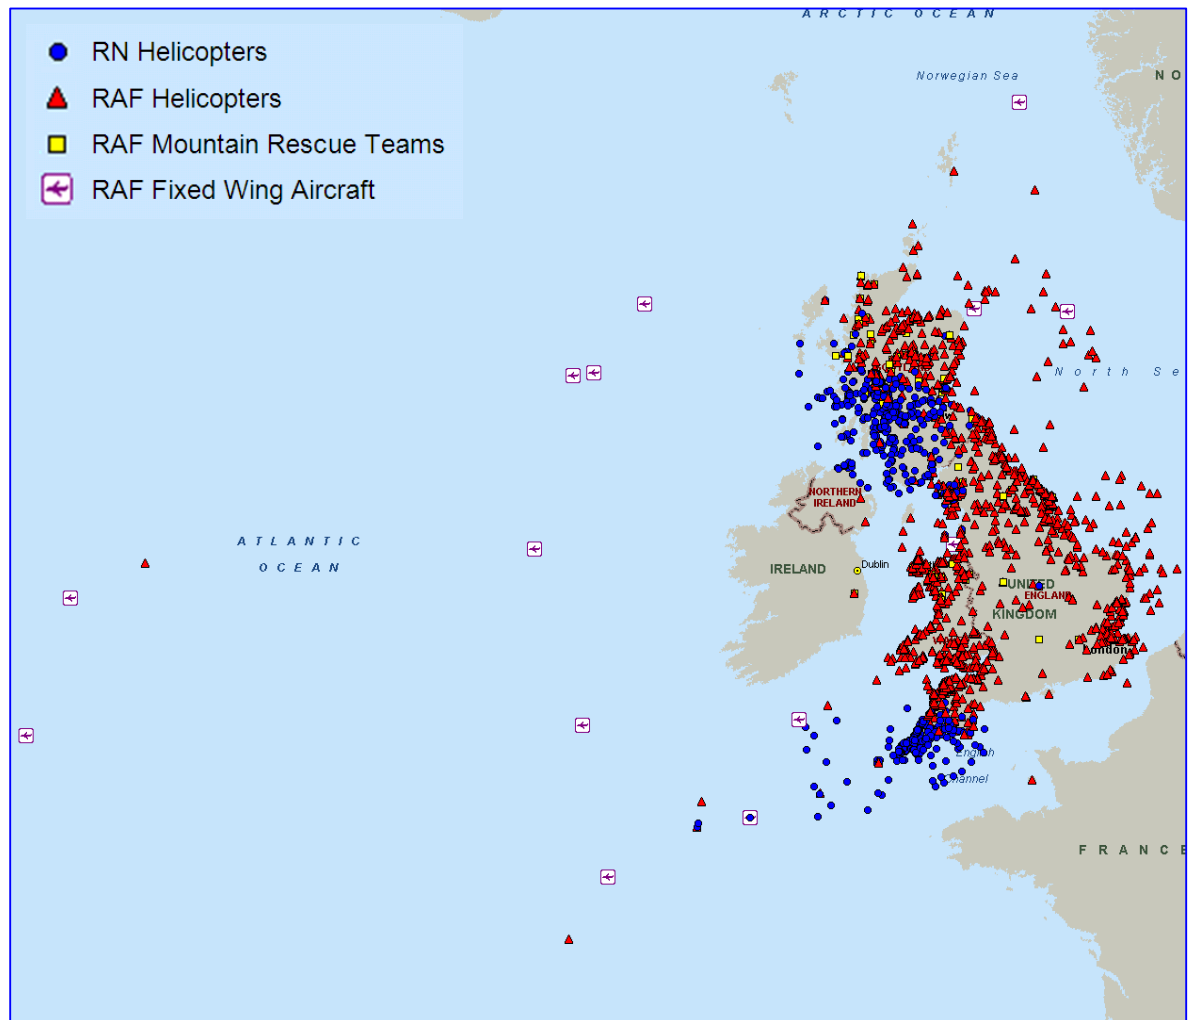 ARCTIC OCEAN
RN Helicopters
RAF Helicopters
RAF Mountain Rescue Teams
RAF Fixed Wing Aircraft
Norwegian Sea
N O
North Se
NORTHERN
IRELAND
ATLANTIC
OCEAN
IRELAND
Dublin
UNITED
ENGLAND
KINGDOM
London
English
Channel
FRANCE